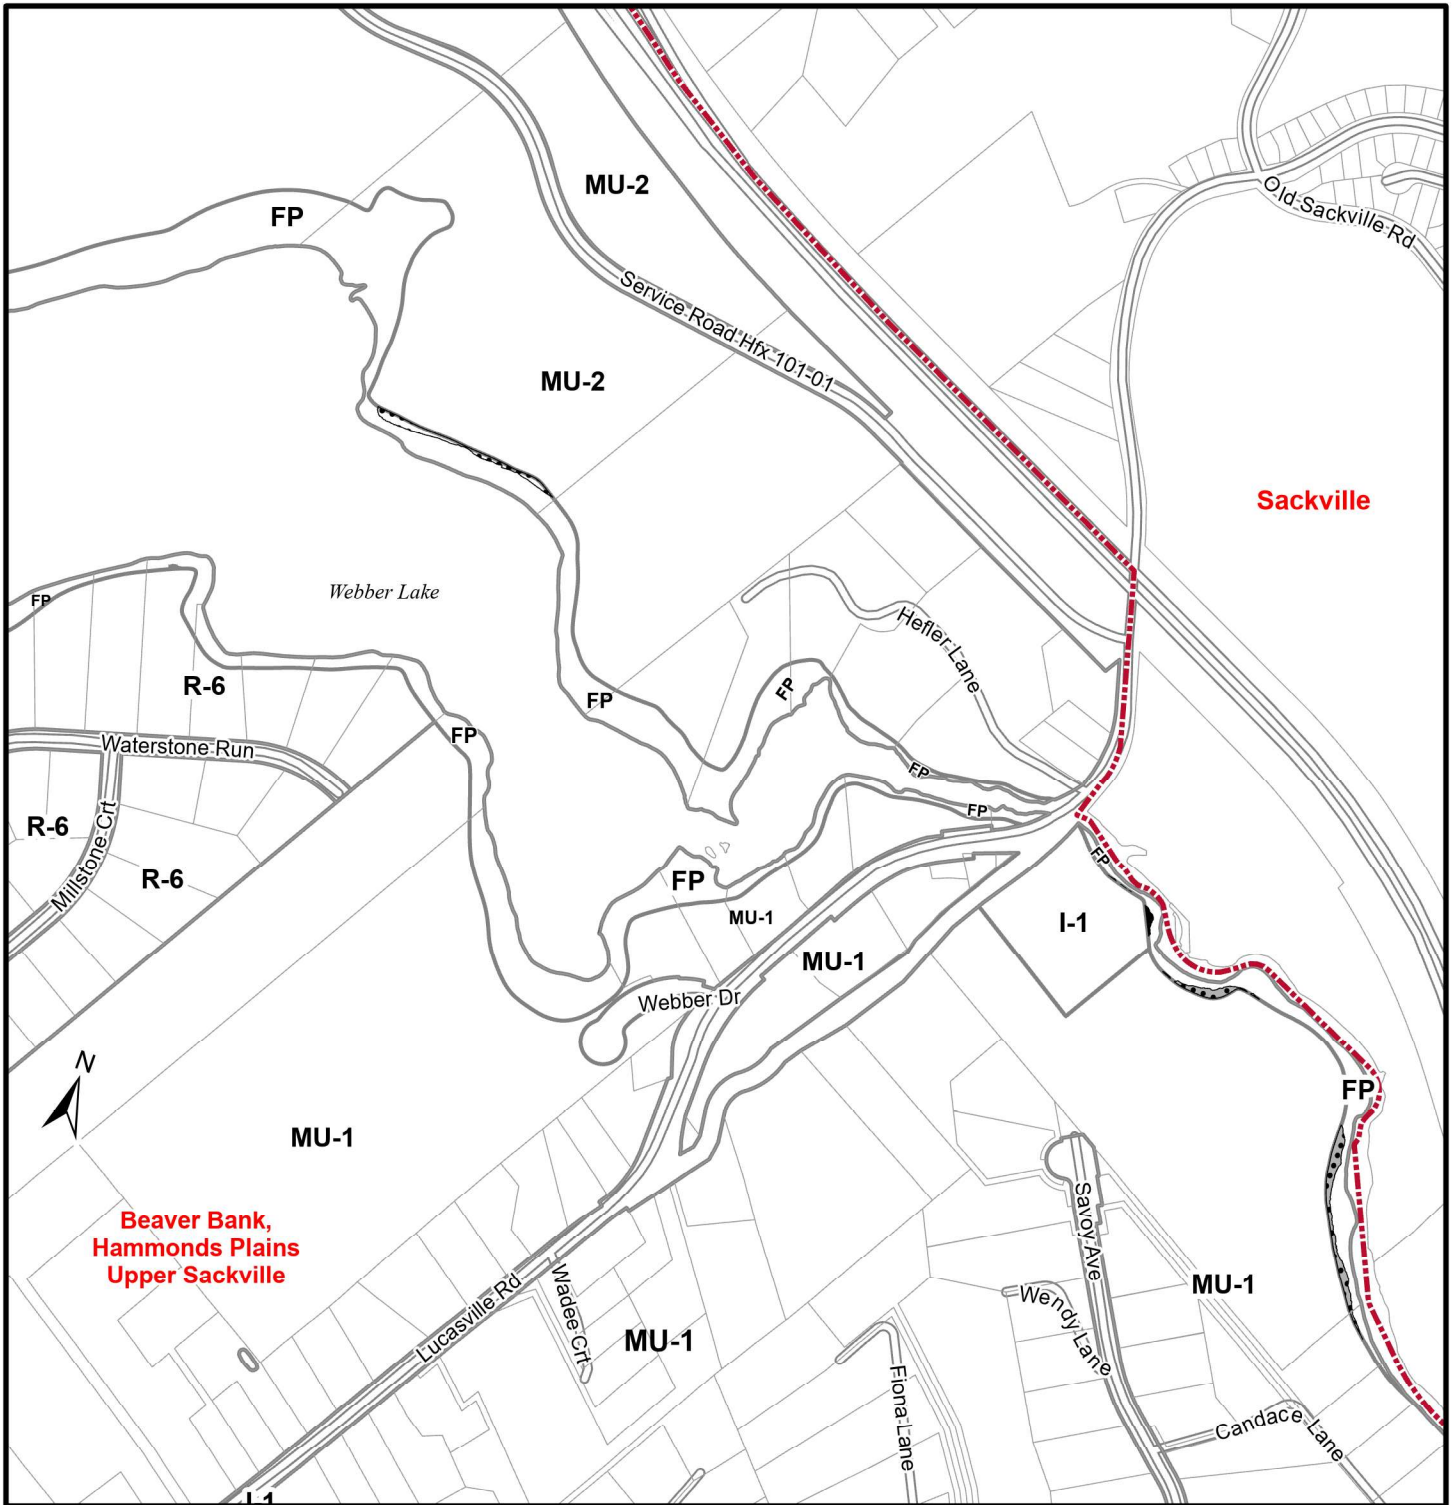 MU-2
FP
Old Sackville Rd
Service Road Hfx 101-01
MU-2
Sackville
Webber Lake
FP
Hefler Lane
R-6
FP
FP
FP
Waterstone Run
FP
FP
R-6
Millstone Crt
R-6
FP
FP
MU-1
I-1
MU-1
Webber Dr
N
FP
MU-1
Savoy Ave
Beaver Bank,
Hammonds Plains
Upper Sackville
Lucasville Rd
Wadee Crt
MU-1
Wendy Lane
MU-1
Fiona Lane
Candace Lane